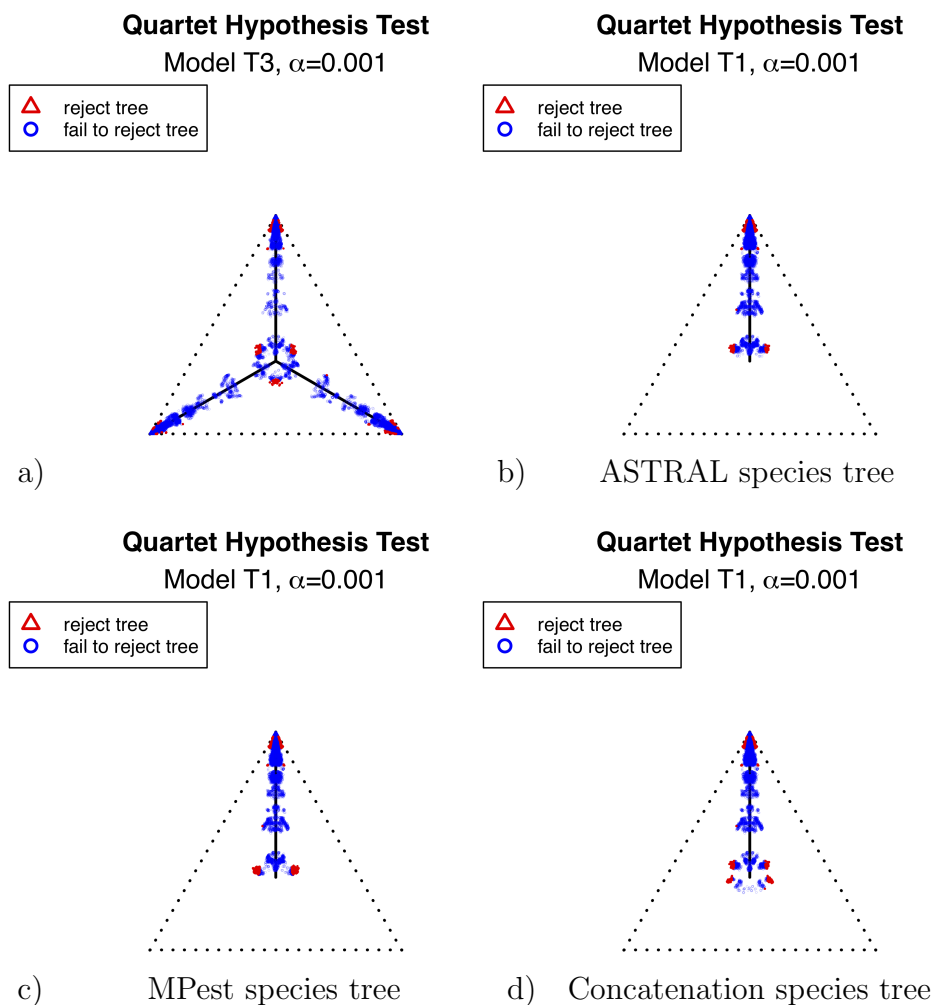 Quartet Hypothesis Test
Model T3, α=0.001
reject tree
fail to reject tree
a)
Quartet Hypothesis Test
Model T1, α=0.001
reject tree
fail to reject tree
b) ASTRAL species tree
Quartet Hypothesis Test
Model T1, α=0.001
reject tree
fail to reject tree
c) MPest species tree
Quartet Hypothesis Test
Model T1, α=0.001
reject tree
fail to reject tree
d) Concatenation species tree